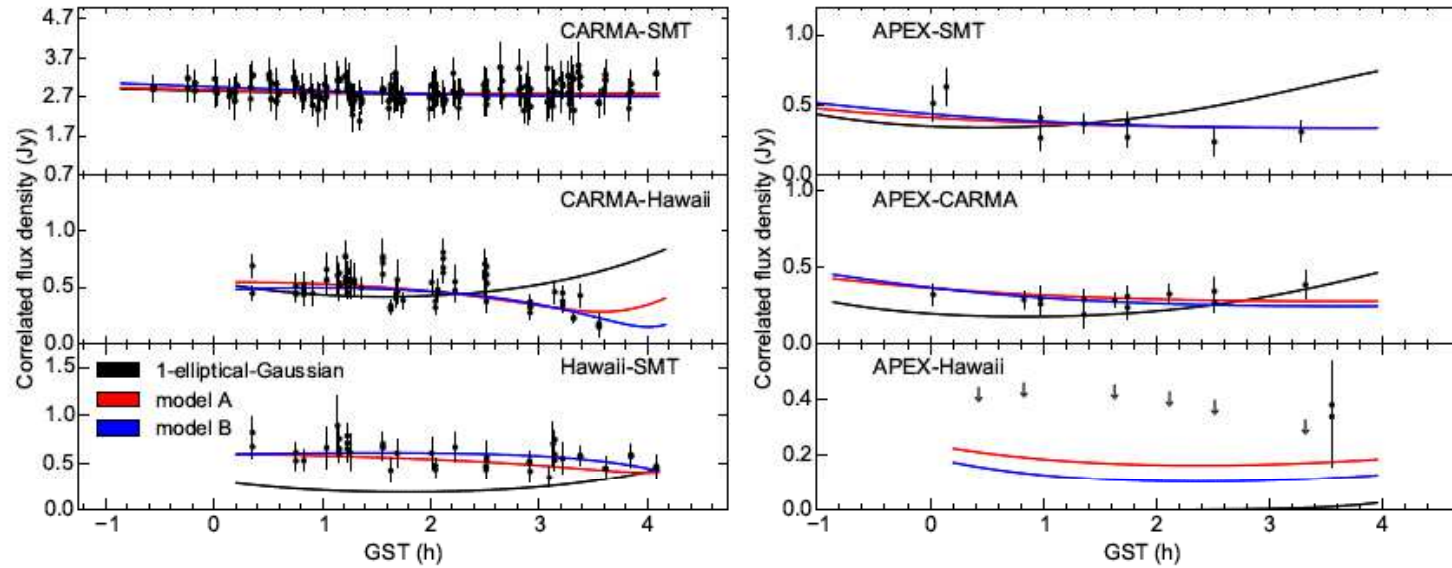 4.7
3.7
2.7
1.7
0.7
CARMA-SMT
1.0
0.5
0.0
CARMA-Hawaii
1.5
1.0
0.5
0.0
Hawaii-SMT
1-elliptical-Gaussian
model A
model B
−1 0 1 2 3 4
GST (h)
Correlated flux density (Jy)
1.0
0.5
0.0
APEX-SMT
1.0
0.5
0.0
APEX-CARMA
0.4
0.2
0.0
APEX-Hawaii
−1 0 1 2 3 4
GST (h)
Correlated flux density (Jy)